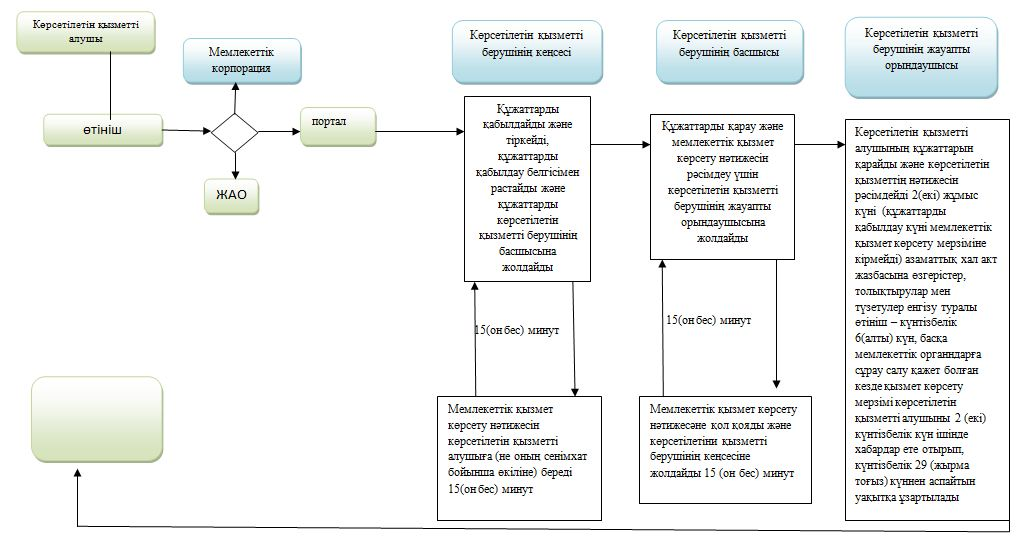 Көрсетілетін қызметті
алушы
өтініш
Мемлекеттік
корпорация
портал
ЖАО
Көрсетілетін қызметті
берушінің кеңсесі
Құжаттарды
қабылдайды және
тіркейді,
құжаттарды
қабылдау белгісімен
растайды және
құжаттарды
көрсетілетін
қызметті берушінің
басшысына
жолдайды
15(он бес) минут
Мемлекеттік қызмет
көрсету нәтижесін
көрсетілетін қызметті
алушыға (не оның сенімхат
бойынша өкіліне) береді
15(он бес) минут
Көрсетілетін қызметті
берушінің басшысы
Құжаттарды қарау және
мемлекеттік қызмет
көрсету нәтижесін
рәсімдеу үшін
көрсетілетін қызметті
берушінің жауапты
орындаушысына
жолдайды
15(он бес) минут
Мемлекеттік қызмет көрсету
нәтижесәне қол қояды және
көрсетілетіни қызметті
берушінің кеңсесіне
жолдайды 15 (он бес) минут
Көрсетілетін қызметті
берушінің жауапты
орындаушысы
Көрсетілетін қызметті
алушының құжаттарын
қарайды және көрсетілетін
қызметтің нәтижесін
рәсімдейді 2(екі) жұмыс
күні (құжаттарды
қабылдау күні мемлекеттік
қызмет көрсету мерзіміне
кірмейді) азаматтық хал акт
жазбасына өзгерістер,
толықтырулар мен
түзетулер енгізу туралы
өтініш – күнтізбелік
6(алты) күн, басқа
мемлекеттік органндарға
сұрау салу қажет болған
кезде қызмет көрсету
мерзімі көрсетілетін
қызметті алушыны 2 (екі)
күнтізбелік күн ішінде
хабардар ете отырып,
күнтізбелік 29 (жырма
тоғыз) күннен аспайтын
уақытқа ұзартылады